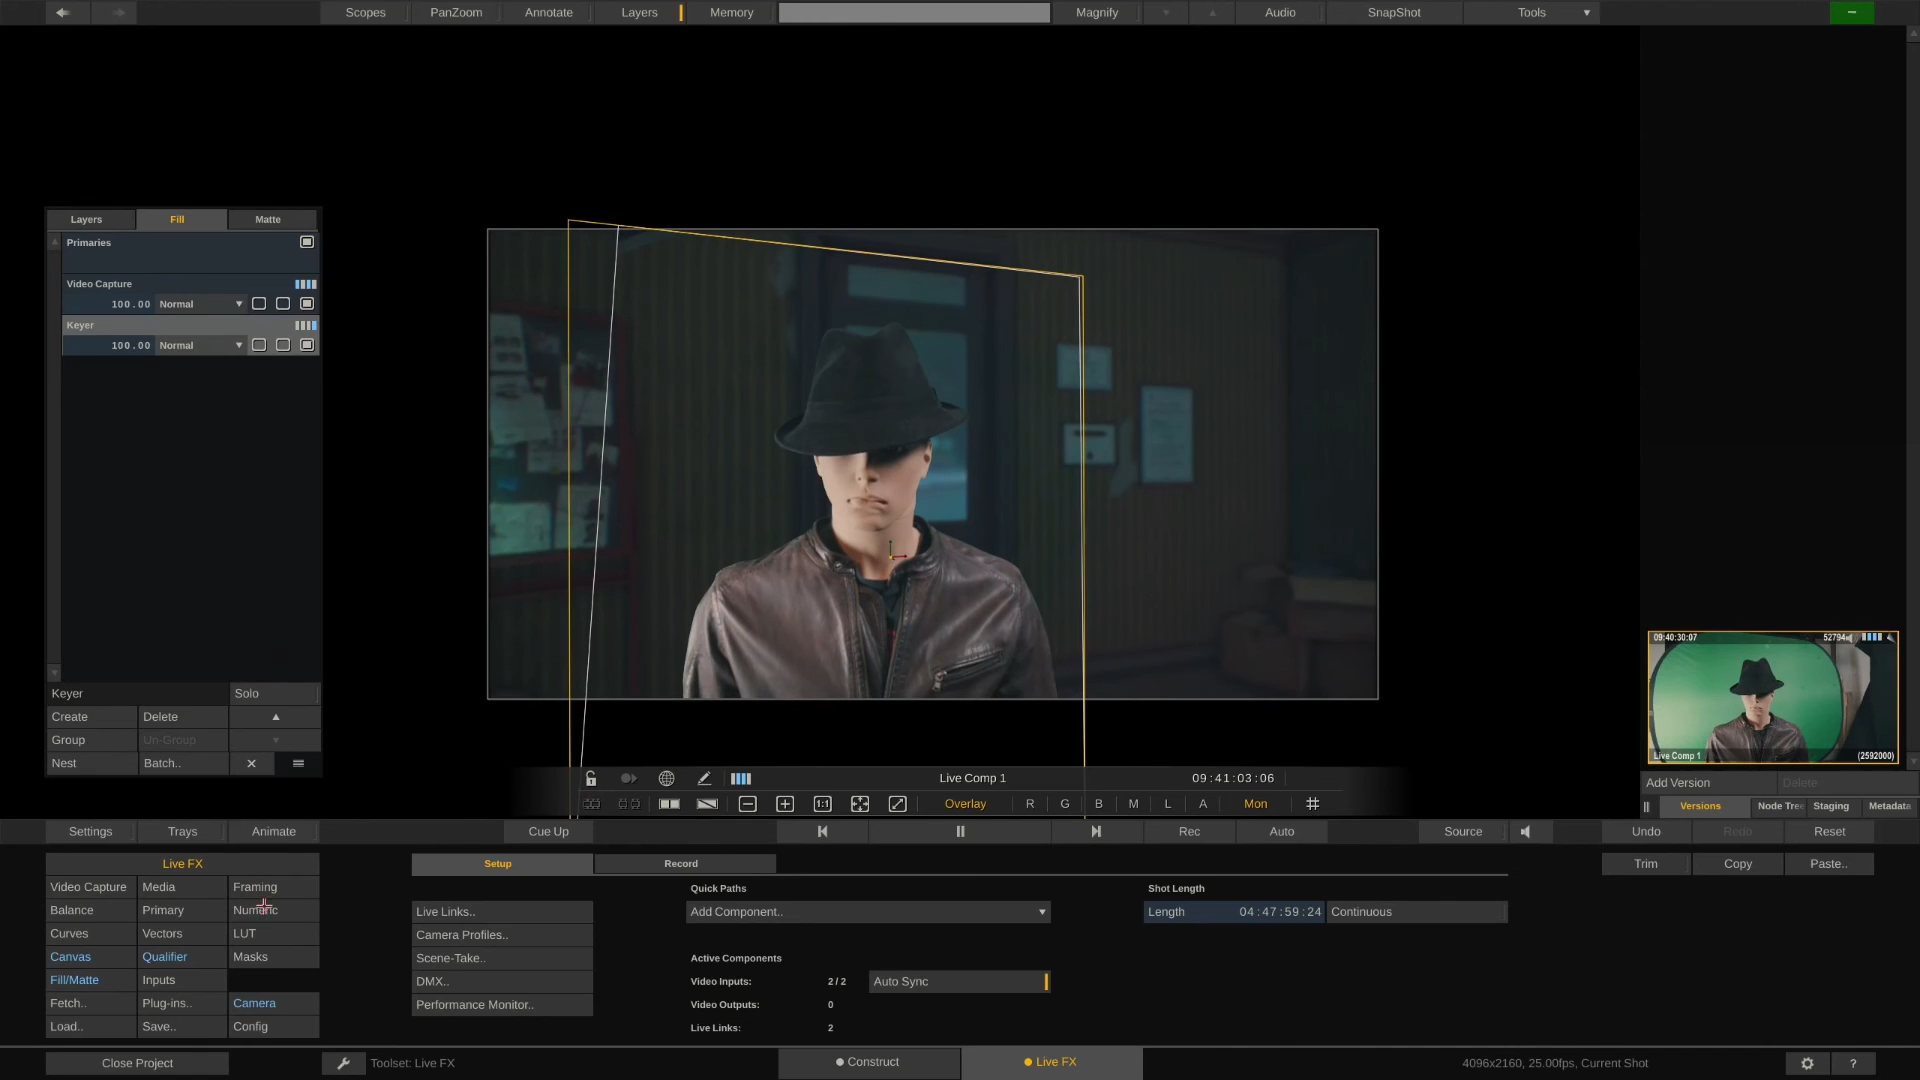 Scopes PanZoom Annotate Layers Memory Magnify Audio SnapShot Tools
Layers Fill Matte
Primaries
Video Capture
100.00 Normal
Keyer
100.00 Normal
Keyer Solo
Create Delete
Group Un-Group
Nest Batch..
09:40:30:07 52794
Live Comp 1 (2592000)
Add Version Delete
Versions Node Tree Staging Metadata
Live Comp 1 09:41:03:06
1:1 Overlay R G B M L A Mon
Settings Trays Animate Cue Up Rec Auto Source Undo Redo Reset
Live FX Setup Record Trim Copy Paste..
Video Capture Media Framing
Balance Primary Numeric
Curves Vectors LUT
Canvas Qualifier Masks
Fill/Matte Inputs
Fetch.. Plug-ins.. Camera
Load.. Save.. Config
Live Links..
Camera Profiles..
Scene-Take..
DMX..
Performance Monitor..
Quick Paths
Add Component..
Active Components
Video Inputs: 2/2 Auto Sync
Video Outputs: 0
Live Links: 2
Shot Length
Length 04:47:59:24 Continuous
Close Project Toolset: Live FX Construct Live FX 4096x2160, 25.00fps, Current Shot ?